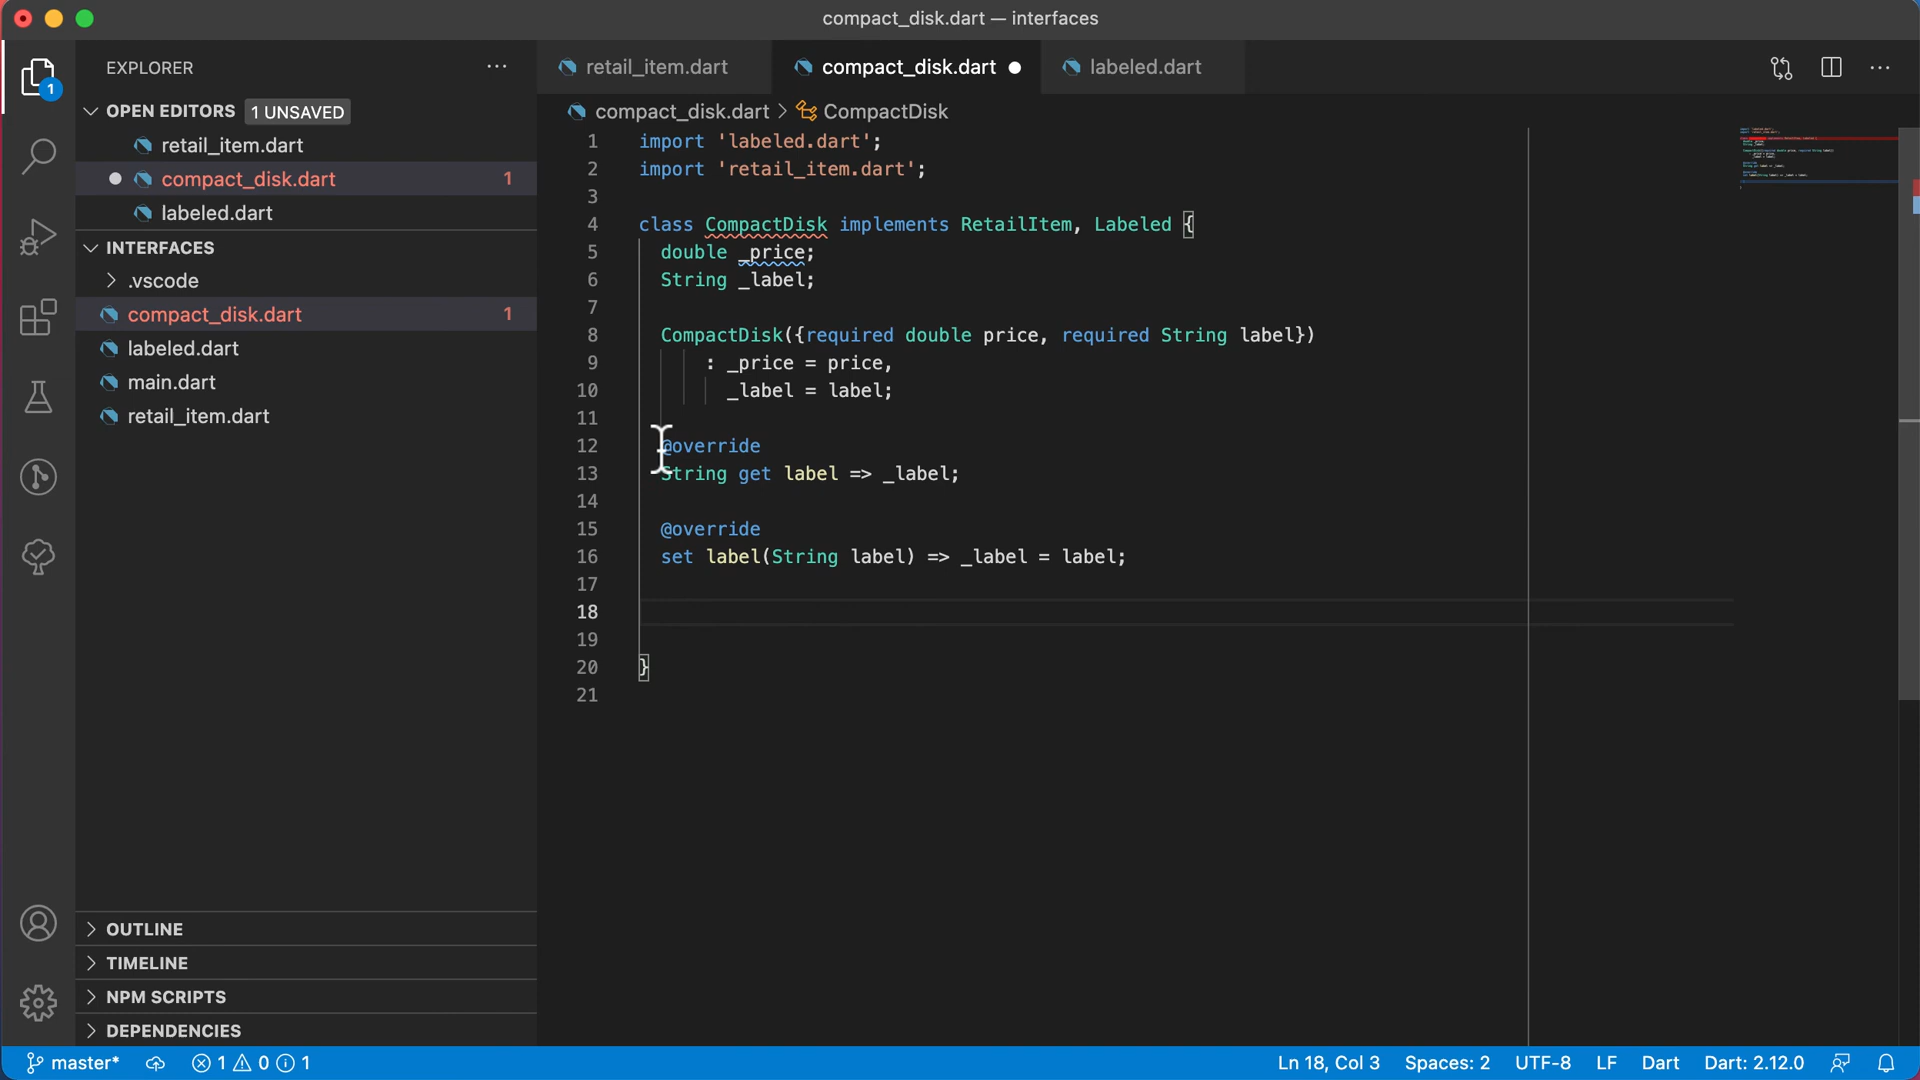 compact_disk.dart — interfaces
EXPLORER
OPEN EDITORS 1 UNSAVED
retail_item.dart
compact_disk.dart 1
labeled.dart
INTERFACES
.vscode
compact_disk.dart 1
labeled.dart
main.dart
retail_item.dart
OUTLINE
TIMELINE
NPM SCRIPTS
DEPENDENCIES
1
retail_item.dart
compact_disk.dart
labeled.dart
compact_disk.dart > CompactDisk
1 import 'labeled.dart';
2 import 'retail_item.dart';
3
4 class CompactDisk implements RetailItem, Labeled {
5 double _price;
6 String _label;
7
8 CompactDisk({required double price, required String label})
9 : _price = price,
10 _label = label;
11
12 @override
13 String get label => _label;
14
15 @override
16 set label(String label) => _label = label;
17
18
19
20 }
21
master* 1 0 1 Ln 18, Col 3 Spaces: 2 UTF-8 LF Dart Dart: 2.12.0